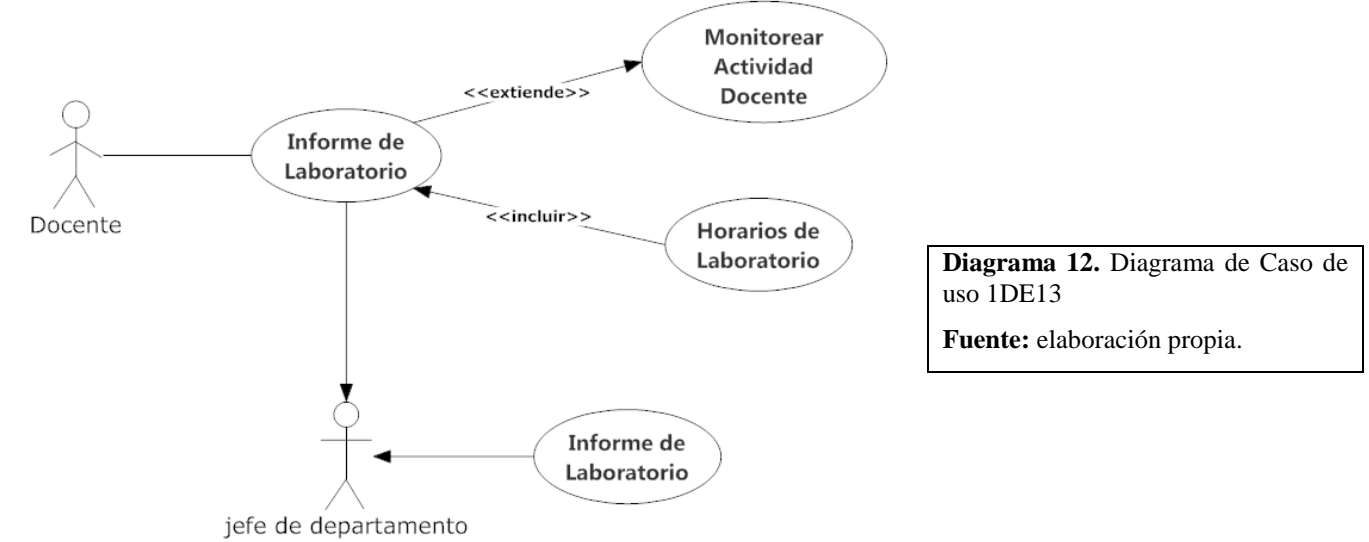 Monitorear
Actividad
Docente
<<extiende>>
Informe de
Laboratorio
Docente
<<incluir>>
Horarios de
Laboratorio
Diagrama 12. Diagrama de Caso de
uso 1DE13
Fuente: elaboración propia.
Informe de
Laboratorio
jefe de departamento